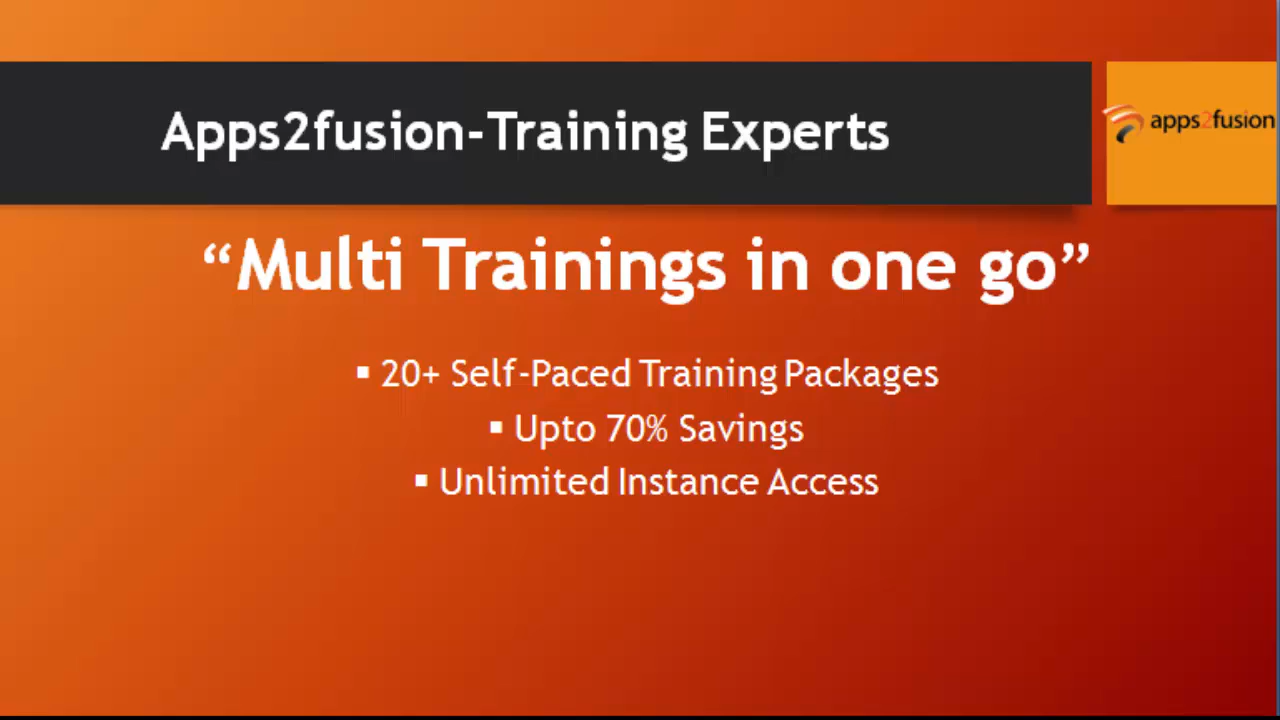 Apps2fusion-Training Experts
apps2fusion
“Multi Trainings in one go”
▪ 20+ Self-Paced Training Packages
▪ Upto 70% Savings
▪ Unlimited Instance Access